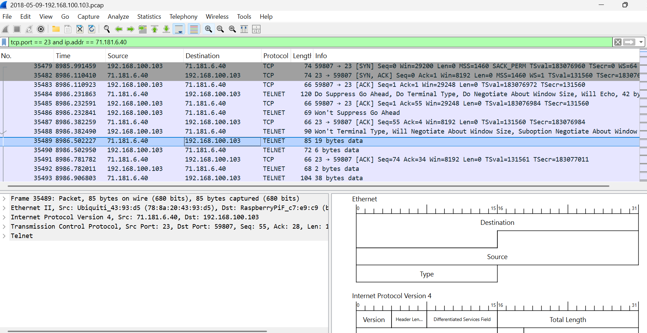 2018-05-09-192.168.100.103.pcap
File Edit View Go Capture Analyze Statistics Telephony Wireless Tools Help
tcp.port == 23 and ip.addr == 71.181.6.40
No. Time Source Destination Protocol Lengtl Info
35479 8985.991459 192.168.100.103 71.181.6.40 TCP 74 59807 → 23 [SYN] Seq=0 Win=29200 Len=0 MSS=1460 SACK_PERM TSval=183076960 TSecr=0 WS=64
35482 8986.110410 71.181.6.40 192.168.100.103 TCP 74 23 → 59807 [SYN, ACK] Seq=0 Ack=1 Win=8192 Len=0 MSS=1460 WS=1 TSval=131560 TSecr=183076
35483 8986.110923 192.168.100.103 71.181.6.40 TCP 66 59807 → 23 [ACK] Seq=1 Ack=1 Win=29248 Len=0 TSval=183076972 TSecr=131560
35484 8986.231863 71.181.6.40 192.168.100.103 TELNET 120 Do Suppress Go Ahead, Do Terminal Type, Do Negotiate About Window Size, Will Echo, 42 by
35485 8986.232591 192.168.100.103 71.181.6.40 TCP 66 59807 → 23 [ACK] Seq=1 Ack=55 Win=29248 Len=0 TSval=183076984 TSecr=131560
35486 8986.232841 192.168.100.103 71.181.6.40 TELNET 69 Won't Suppress Go Ahead
35487 8986.382259 71.181.6.40 192.168.100.103 TCP 66 23 → 59807 [ACK] Seq=55 Ack=4 Win=8192 Len=0 TSval=131560 TSecr=183076984
35488 8986.382490 192.168.100.103 71.181.6.40 TELNET 90 Won't Terminal Type, Will Negotiate About Window Size, Suboption Negotiate About Window
35489 8986.502227 71.181.6.40 192.168.100.103 TELNET 85 19 bytes data
35490 8986.502950 192.168.100.103 71.181.6.40 TELNET 72 6 bytes data
35491 8986.781782 71.181.6.40 192.168.100.103 TCP 66 23 → 59807 [ACK] Seq=74 Ack=34 Win=8192 Len=0 TSval=131561 TSecr=183077011
35492 8986.782011 192.168.100.103 71.181.6.40 TELNET 68 2 bytes data
35493 8986.906803 71.181.6.40 192.168.100.103 TELNET 104 38 bytes data
Frame 35489: Packet, 85 bytes on wire (680 bits), 85 bytes captured (680 bits)
Ethernet II, Src: Ubiquiti_43:93:d5 (78:8a:20:43:93:d5), Dst: RaspberryPiF_c7:e9:c9 (b
Internet Protocol Version 4, Src: 71.181.6.40, Dst: 192.168.100.103
Transmission Control Protocol, Src Port: 23, Dst Port: 59807, Seq: 55, Ack: 28, Len: 1
Telnet
Ethernet
0 15 16 31
Destination
Source
Type
Internet Protocol Version 4
0 15 16 31
Version Header Len... Differentiated Services Field Total Length